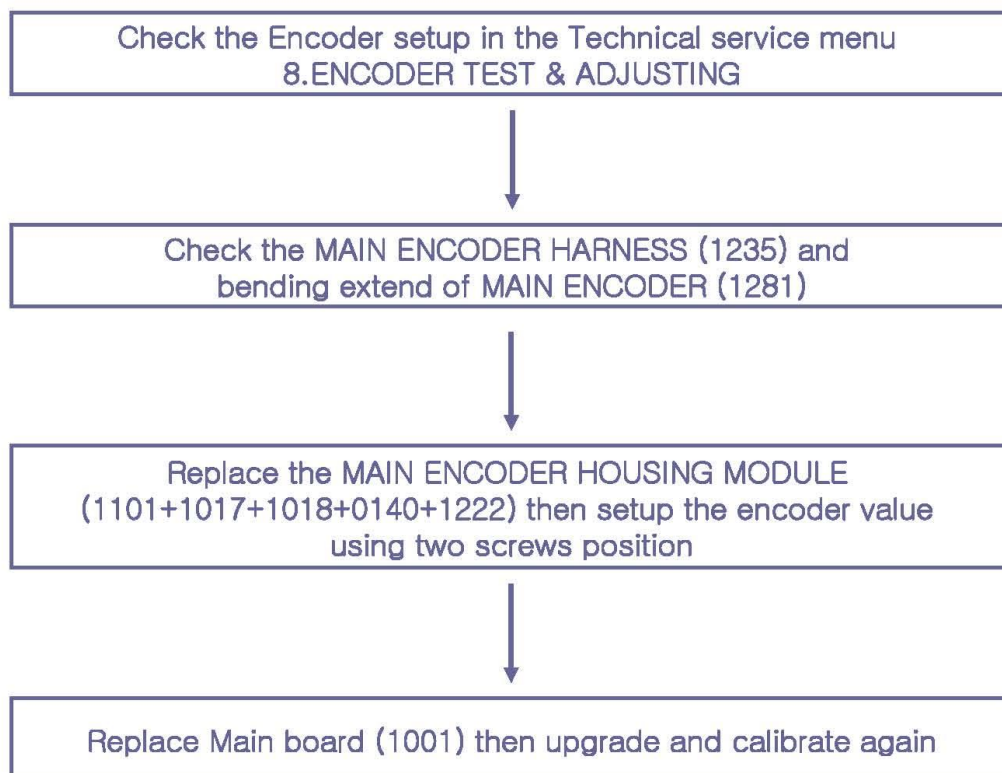 Check the Encoder setup in the Technical service menu
8.ENCODER TEST & ADJUSTING
Check the MAIN ENCODER HARNESS (1235) and
bending extend of MAIN ENCODER (1281)
Replace the MAIN ENCODER HOUSING MODULE
(1101+1017+1018+0140+1222) then setup the encoder value
using two screws position
Replace Main board (1001) then upgrade and calibrate again